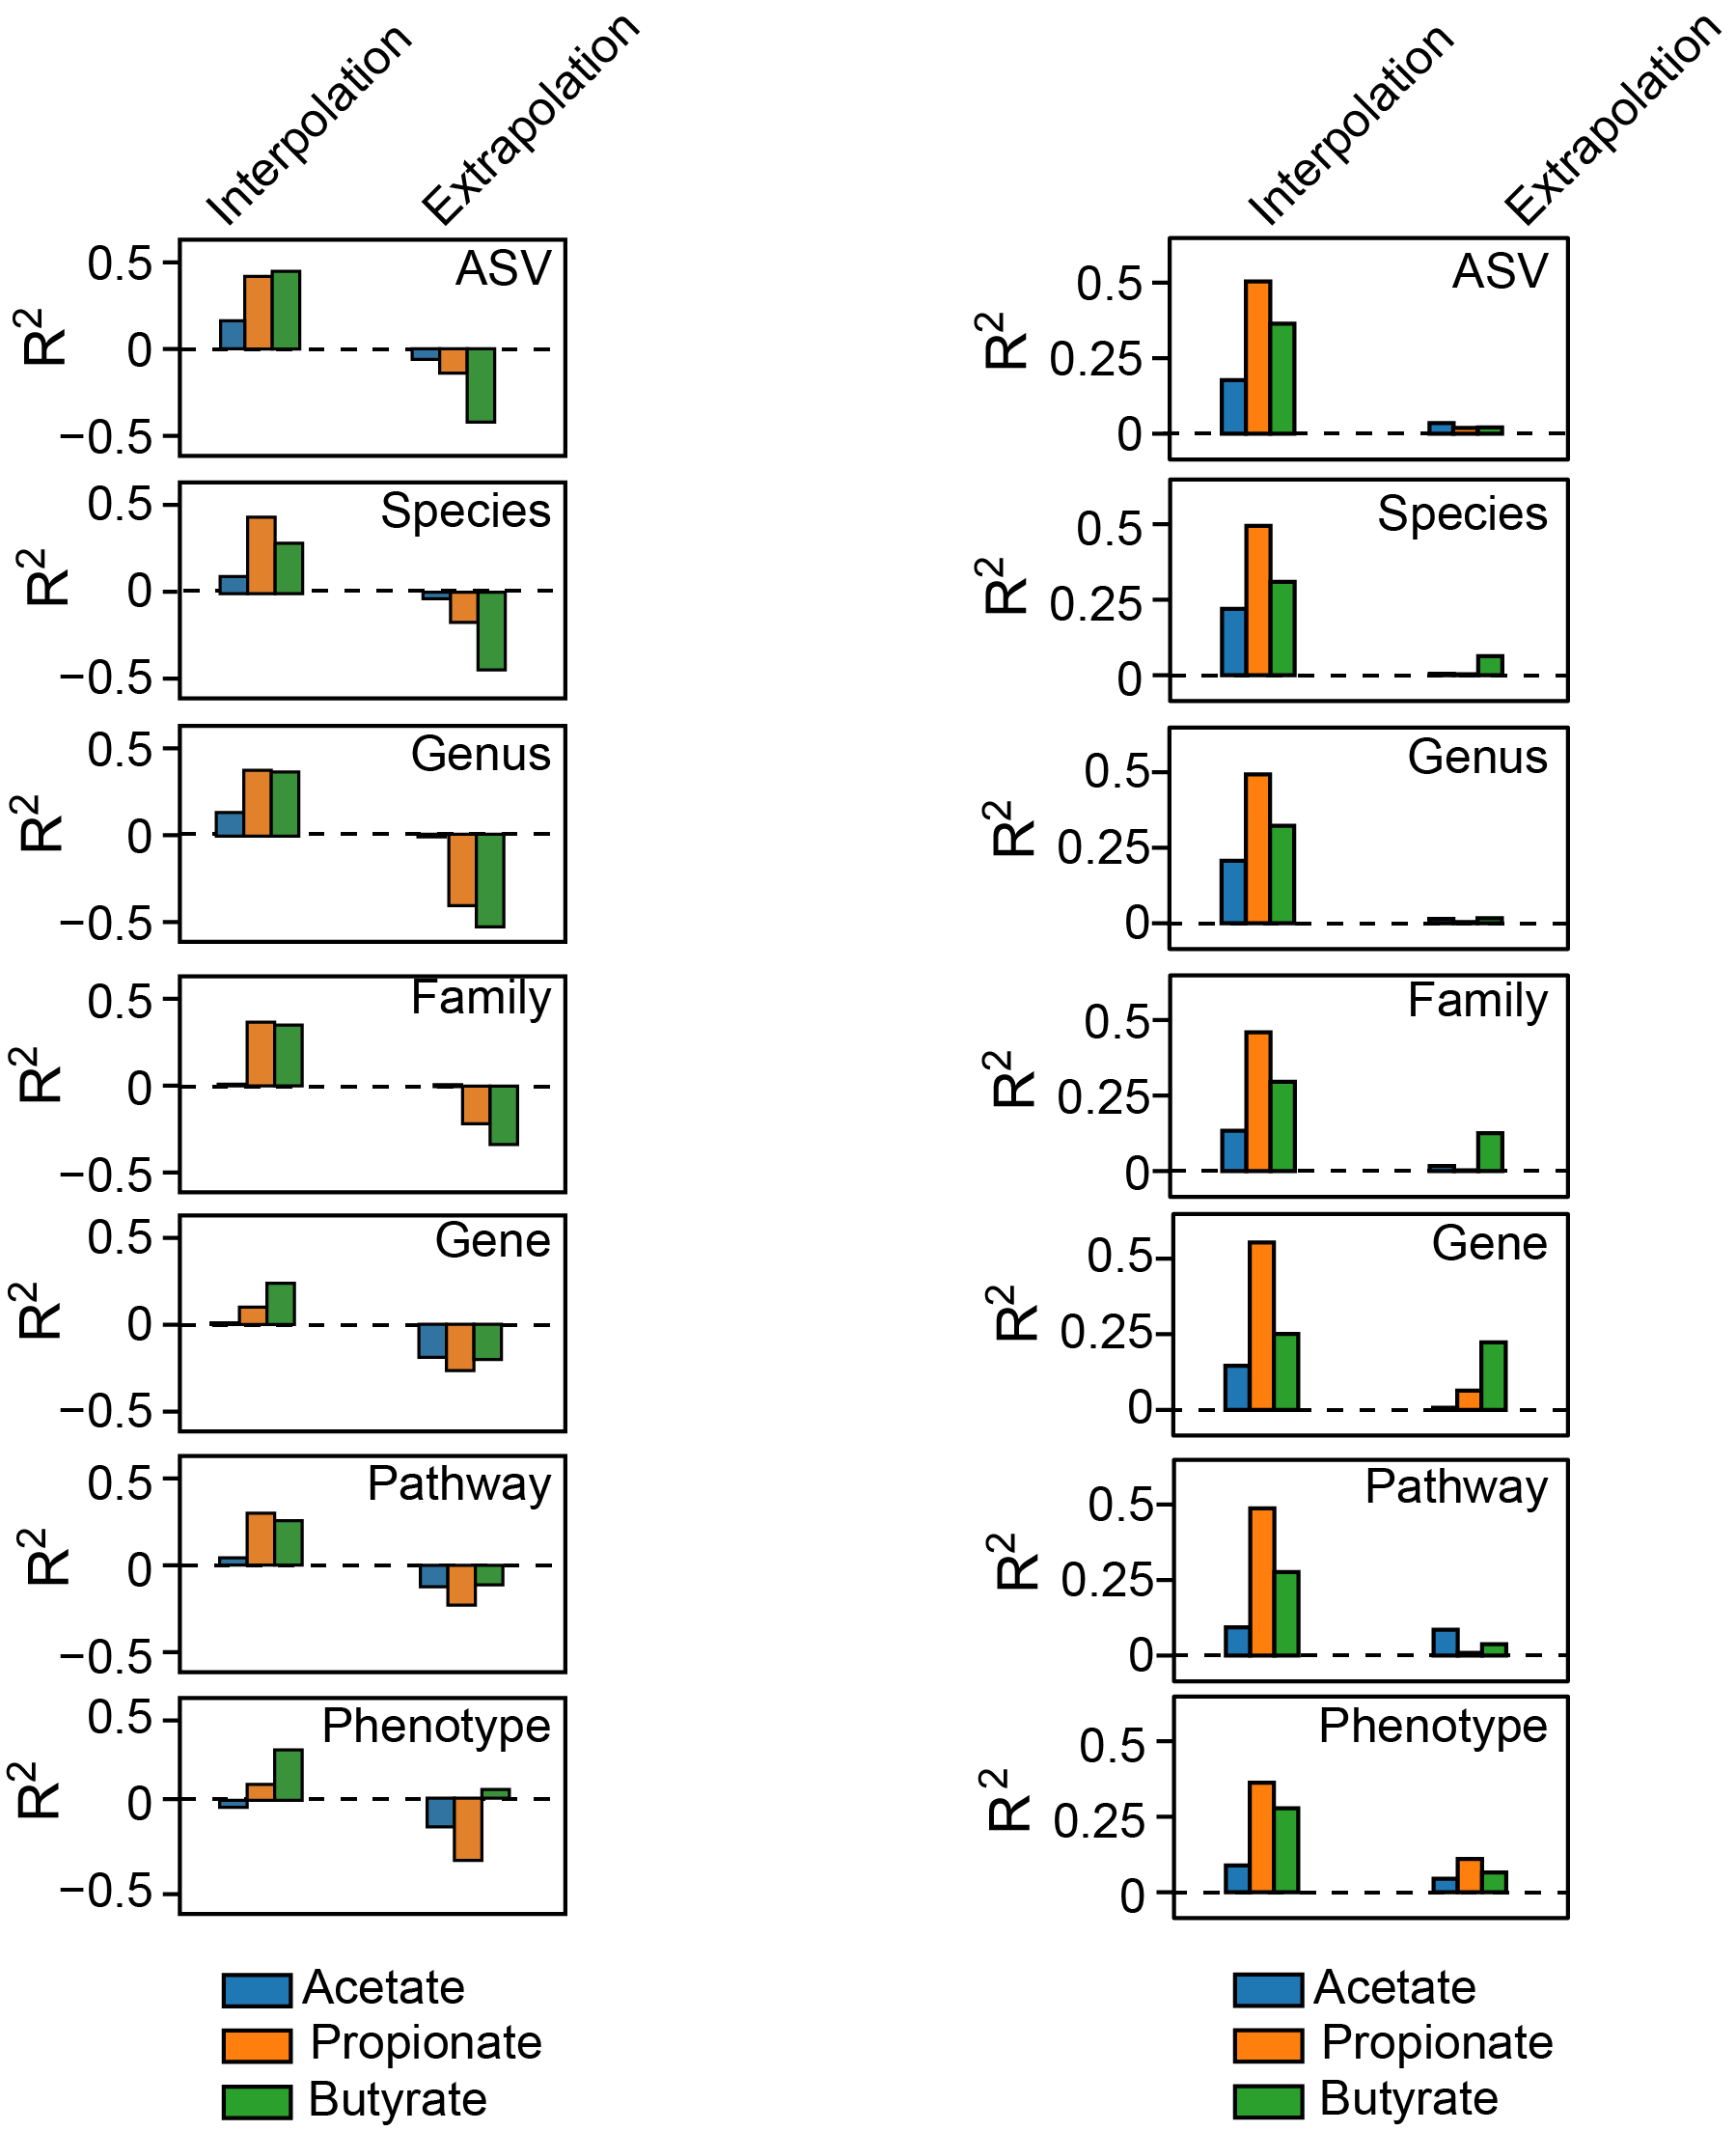 Interpolation
Extrapolation
ASV
R2
0.5
0
−0.5
Species
R2
0.5
0
−0.5
Genus
R2
0.5
0
−0.5
Family
R2
0.5
0
−0.5
Gene
R2
0.5
0
−0.5
Pathway
R2
0.5
0
−0.5
Phenotype
R2
0.5
0
−0.5
Acetate
Propionate
Butyrate
Interpolation
Extrapolation
ASV
R2
0.5
0.25
0
Species
R2
0.5
0.25
0
Genus
R2
0.5
0.25
0
Family
R2
0.5
0.25
0
Gene
R2
0.5
0.25
0
Pathway
R2
0.5
0.25
0
Phenotype
R2
0.5
0.25
0
Acetate
Propionate
Butyrate